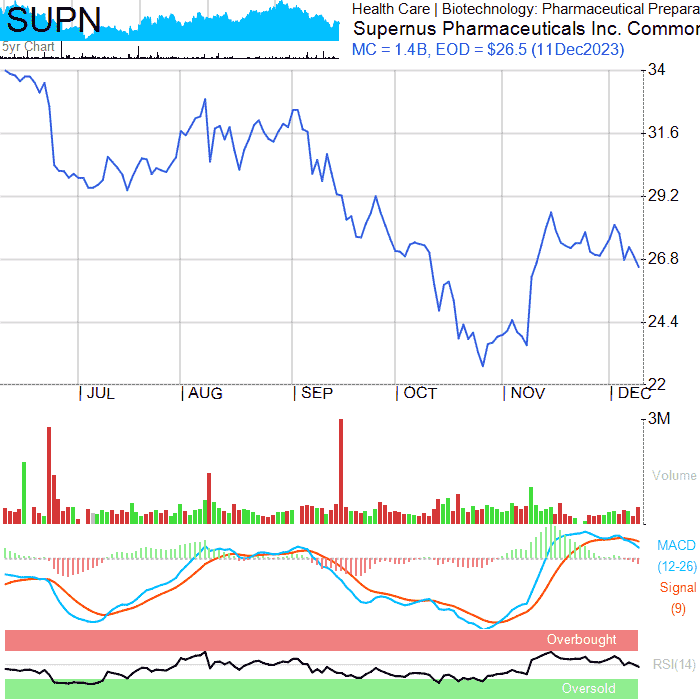 SUPN
5yr Chart
Health Care | Biotechnology: Pharmaceutical Prepara
Supernus Pharmaceuticals Inc. Common
MC = 1.4B, EOD = $26.5 (11Dec2023)
34
31.6
29.2
26.8
24.4
22
JUL AUG SEP OCT NOV DEC
3M
Volume
MACD
(12-26)
Signal
(9)
Overbought
RSI(14)
Oversold